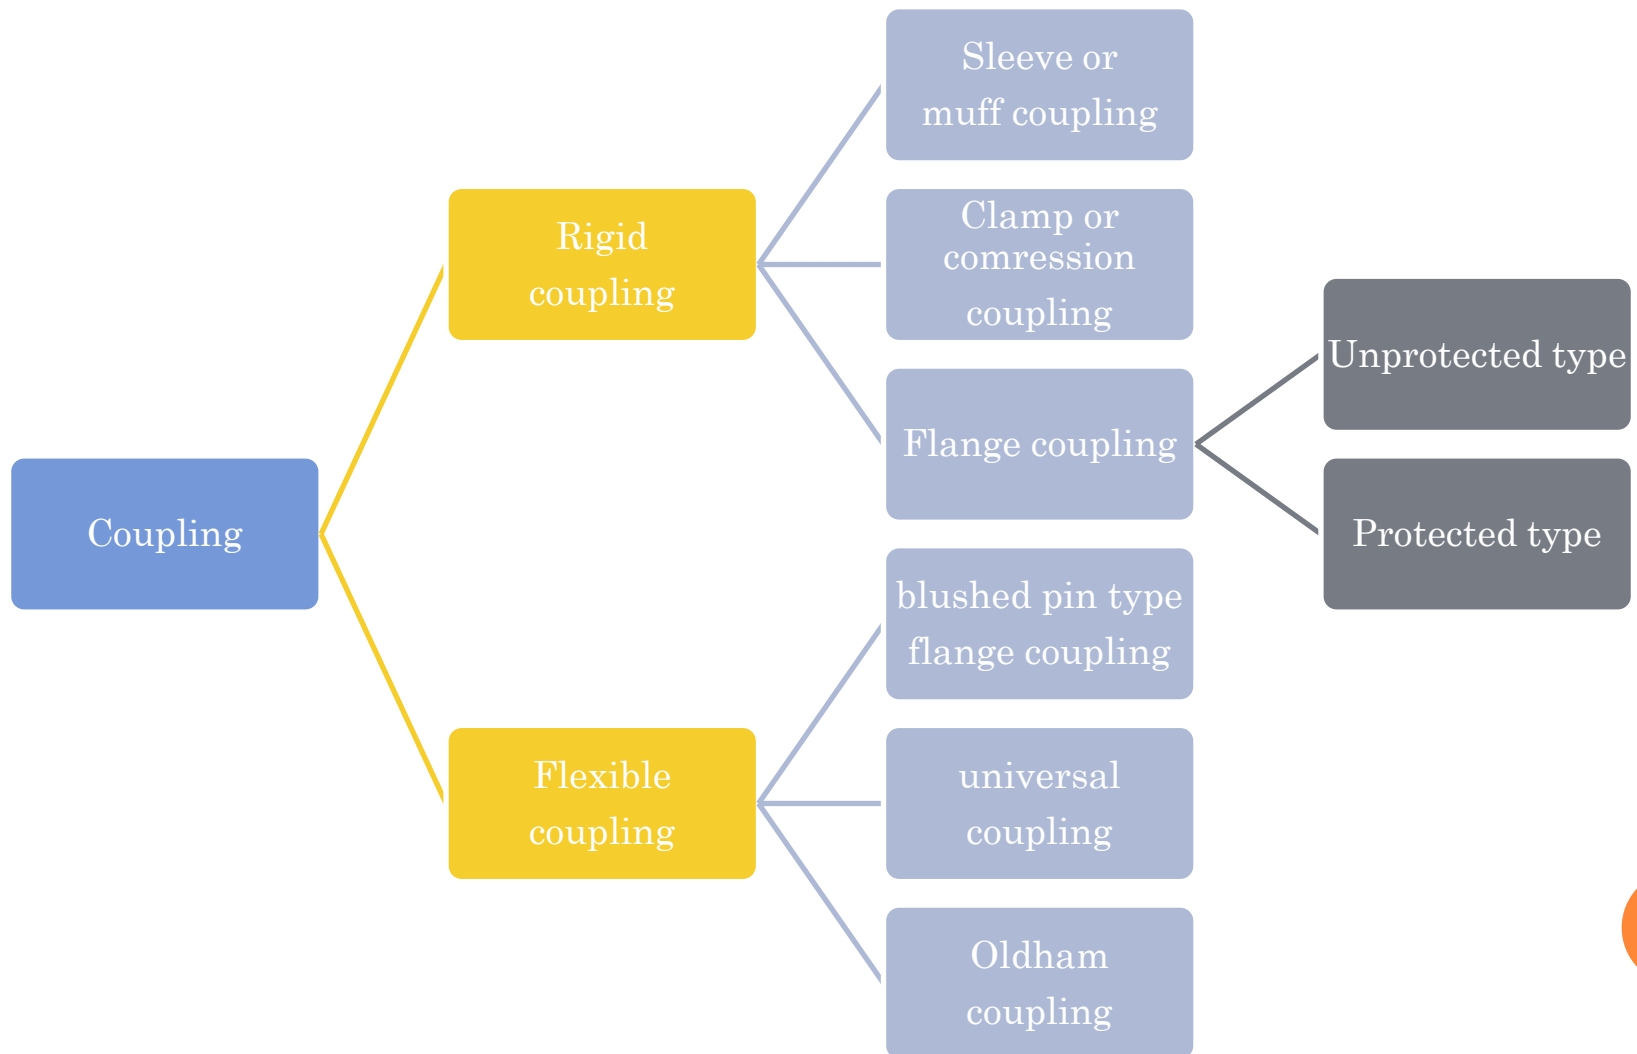 Coupling
Rigid
coupling
Flexible
coupling
Sleeve or
muff coupling
Clamp or
comression
coupling
Flange coupling
blushed pin type
flange coupling
universal
coupling
Oldham
coupling
Unprotected type
Protected type